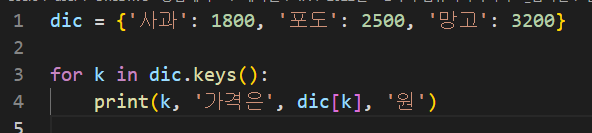 1 dic = {'사과': 1800, '포도': 2500, '망고': 3200}
2
3 for k in dic.keys():
4 print(k, '가격은', dic[k], '원')
5